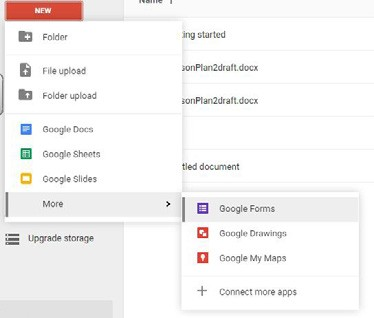 NEW
Name ↑
Folder
ting started
File upload
sonPlan2draft.docx
Folder upload
sonPlan2draft.docx
Google Docs
Google Sheets
tled document
Google Slides
More
Google Forms
Upgrade storage
Google Drawings
Google My Maps
Connect more apps